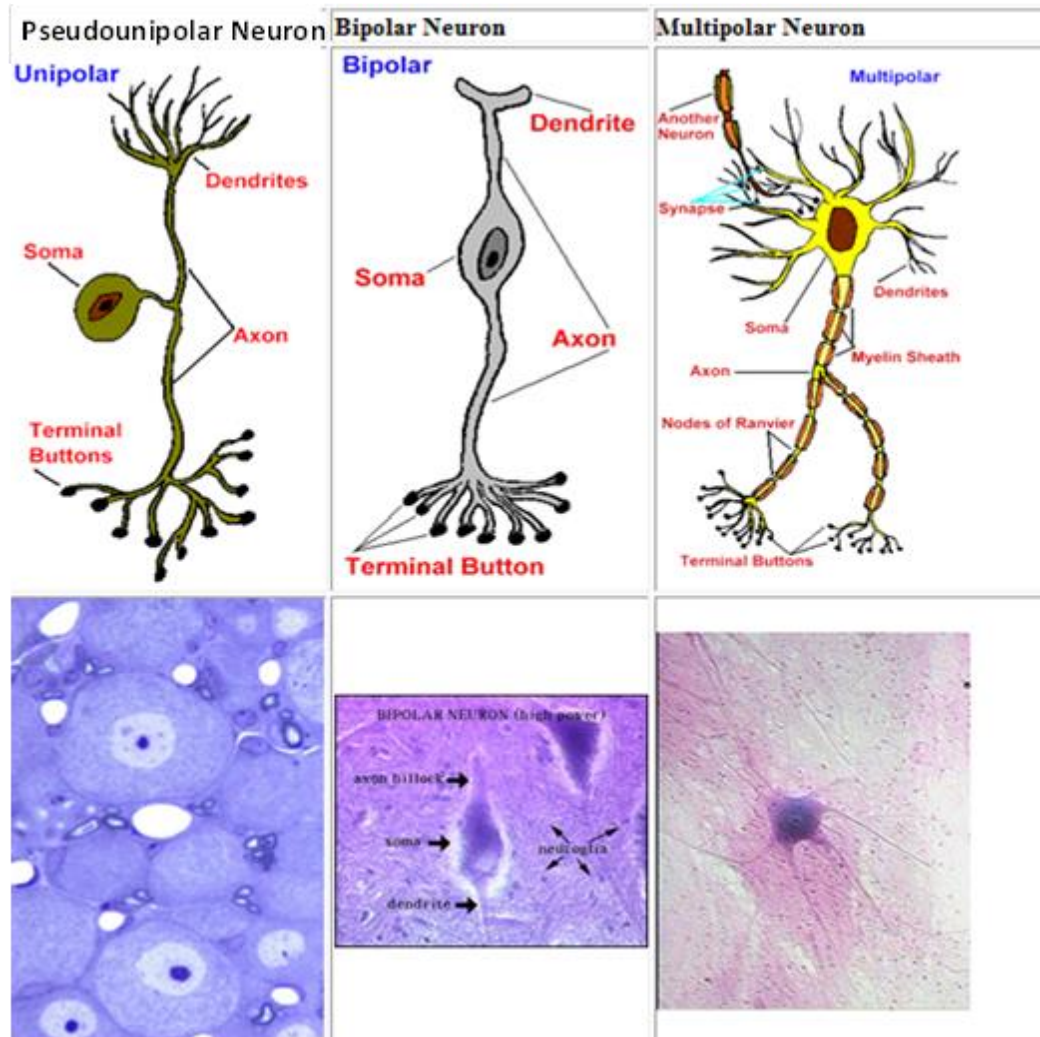 Pseudounipolar Neuron
Bipolar Neuron
Multipolar Neuron
Unipolar
Dendrites
Soma
Axon
Terminal
Buttons
Bipolar
Dendrite
Soma
Axon
Terminal Button
Multipolar
Another
Neuron
Synapse
Dendrites
Soma
Myelin Sheath
Axon
Nodes of Ranvier
Terminal Buttons
BIPOLAR NEURON (high power)
axon hillock
soma
neuroglia
dendrite